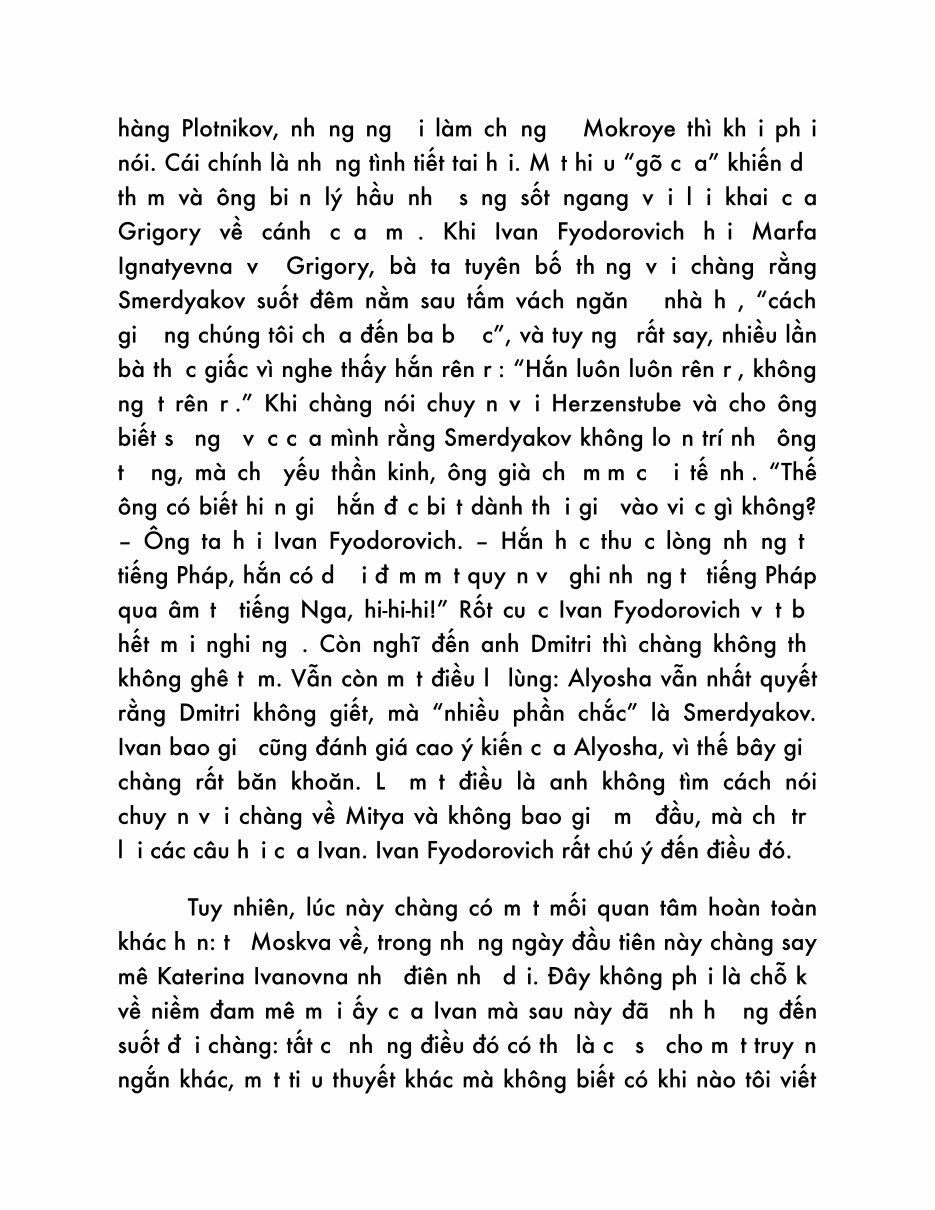 hàng Plotnikov, nh ng ng i làm ch ng Mokroye thì kh i ph i
nói. Cái chính là nh ng tình tiết tai h i. M t hi u “gõ c a” khiến d
th m và ông bi n lý hầu nh s ng sốt ngang v i l i khai c a
Grigory về cánh c a m . Khi Ivan Fyodorovich h i Marfa
Ignatyevna v Grigory, bà ta tuyên bố th ng v i chàng rằng
Smerdyakov suốt đêm nằm sau tấm vách ngăn nhà h , “cách
gi ng chúng tôi ch a đến ba b c”, và tuy ng rất say, nhiều lần
bà th c giấc vì nghe thấy hắn rên r : “Hắn luôn luôn rên r , không
ng t rên r .” Khi chàng nói chuy n v i Herzenstube và cho ông
biết s ng v c c a mình rằng Smerdyakov không lo n trí nh ông
t ng, mà ch yếu thần kinh, ông già ch m m c i tế nh . “Thế
ông có biết hi n gi hắn đ c bi t dành th i gi vào vi c gì không?
– Ông ta h i Ivan Fyodorovich. – Hắn h c thu c lòng nh ng t
tiếng Pháp, hắn có d i đ m m t quy n v ghi nh ng t tiếng Pháp
qua âm t tiếng Nga, hi-hi-hi!” Rốt cu c Ivan Fyodorovich v t b
hết m i nghi ng . Còn nghĩ đến anh Dmitri thì chàng không th
không ghê t m. Vẫn còn m t điều l lùng: Alyosha vẫn nhất quyết
rằng Dmitri không giết, mà “nhiều phần chắc” là Smerdyakov.
Ivan bao gi cũng đánh giá cao ý kiến c a Alyosha, vì thế bây gi
chàng rất băn khoăn. L m t điều là anh không tìm cách nói
chuy n v i chàng về Mitya và không bao gi m đầu, mà ch tr
l i các câu h i c a Ivan. Ivan Fyodorovich rất chú ý đến điều đó.
Tuy nhiên, lúc này chàng có m t mối quan tâm hoàn toàn
khác h n: t Moskva về, trong nh ng ngày đầu tiên này chàng say
mê Katerina Ivanovna nh điên nh d i. Đây không ph i là chỗ k
về niềm đam mê m i ấy c a Ivan mà sau này đã nh h ng đến
suốt đ i chàng: tất c nh ng điều đó có th là c s cho m t truy n
ngắn khác, m t ti u thuyết khác mà không biết có khi nào tôi viết